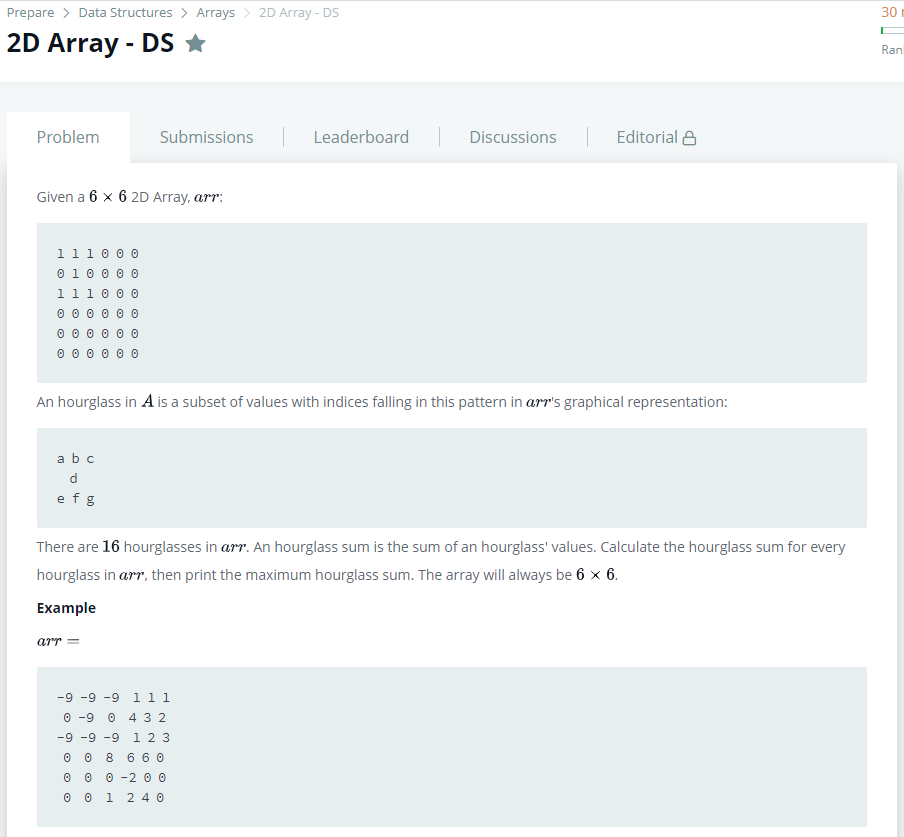 Prepare > Data Structures > Arrays > 2D Array - DS
30
2D Array - DS
Problem
Submissions
Leaderboard
Discussions
Editorial
Given a 6 × 6 2D Array, arr:
1 1 1 0 0 0
0 1 0 0 0 0
1 1 1 0 0 0
0 0 0 0 0 0
0 0 0 0 0 0
0 0 0 0 0 0
An hourglass in A is a subset of values with indices falling in this pattern in arr's graphical representation:
a b c
d
e f g
There are 16 hourglasses in arr. An hourglass sum is the sum of an hourglass' values. Calculate the hourglass sum for every
hourglass in arr, then print the maximum hourglass sum. The array will always be 6 × 6.
Example
arr =
-9 -9 -9 1 1 1
0 -9 0 4 3 2
-9 -9 -9 1 2 3
0 0 8 6 6 0
0 0 0 -2 0 0
0 0 1 2 4 0